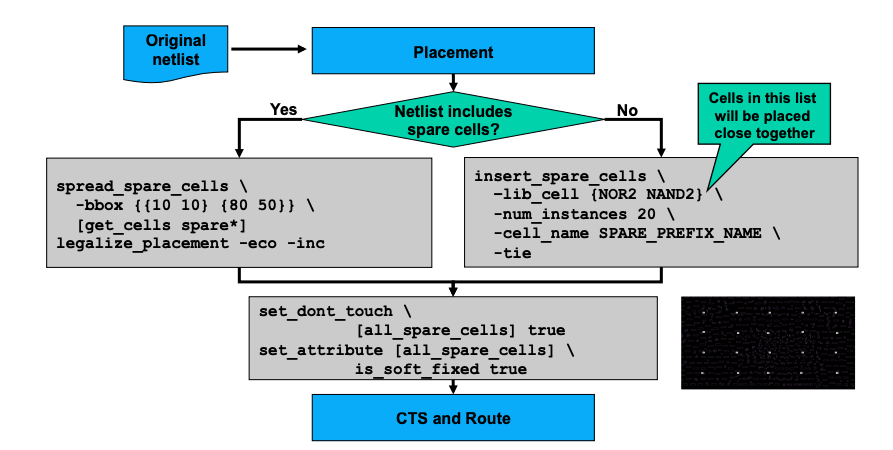 Original
netlist
Placement
Netlist includes
spare cells?
Yes
No
Cells in this list
will be placed
close together
spread_spare_cells \
-bbox {{10 10} {80 50}} \
[get_cells spare*]
legalize_placement -eco -inc
insert_spare_cells \
-lib_cell {NOR2 NAND2} \
-num_instances 20 \
-cell_name SPARE_PREFIX_NAME \
-tie
set_dont_touch \
[all_spare_cells] true
set_attribute [all_spare_cells] \
is_soft_fixed true
CTS and Route